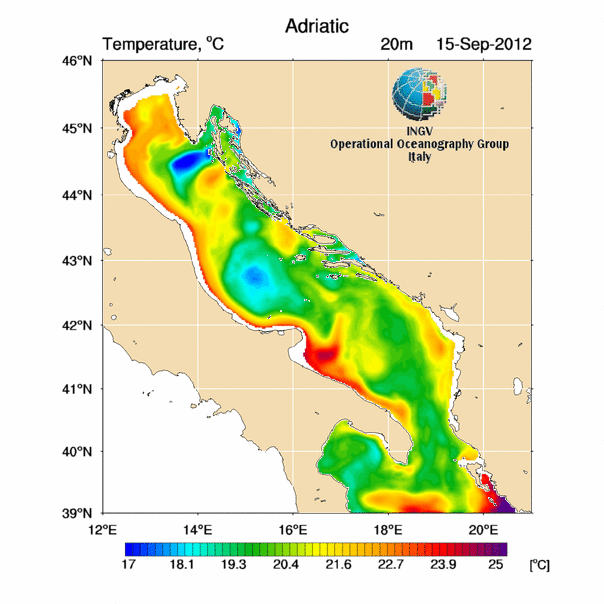 Adriatic
Temperature, °C 20m 15-Sep-2012
46°N
45°N
44°N
43°N
42°N
41°N
40°N
39°N
INGV
Operational Oceanography Group
Italy
12°E 14°E 16°E 18°E 20°E
17 18.1 19.3 20.4 21.6 22.7 23.9 25 [°C]